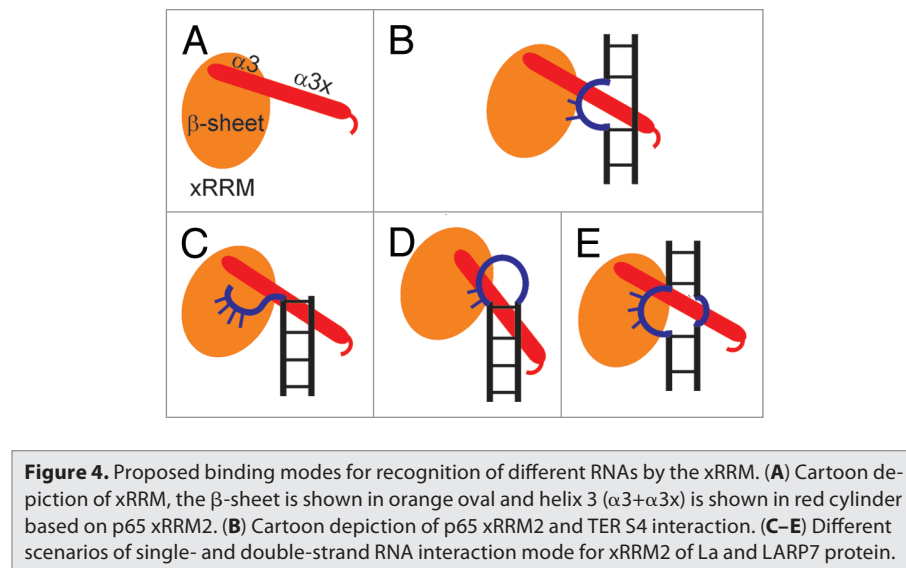 A
α3
α3x
β-sheet
xRRM
B
C
D
E
Figure 4. Proposed binding modes for recognition of different RNAs by the xRRM. (A) Cartoon de-
piction of xRRM, the β-sheet is shown in orange oval and helix 3 (α3+α3x) is shown in red cylinder
based on p65 xRRM2. (B) Cartoon depiction of p65 xRRM2 and TER S4 interaction. (C–E) Different
scenarios of single- and double-strand RNA interaction mode for xRRM2 of La and LARP7 protein.